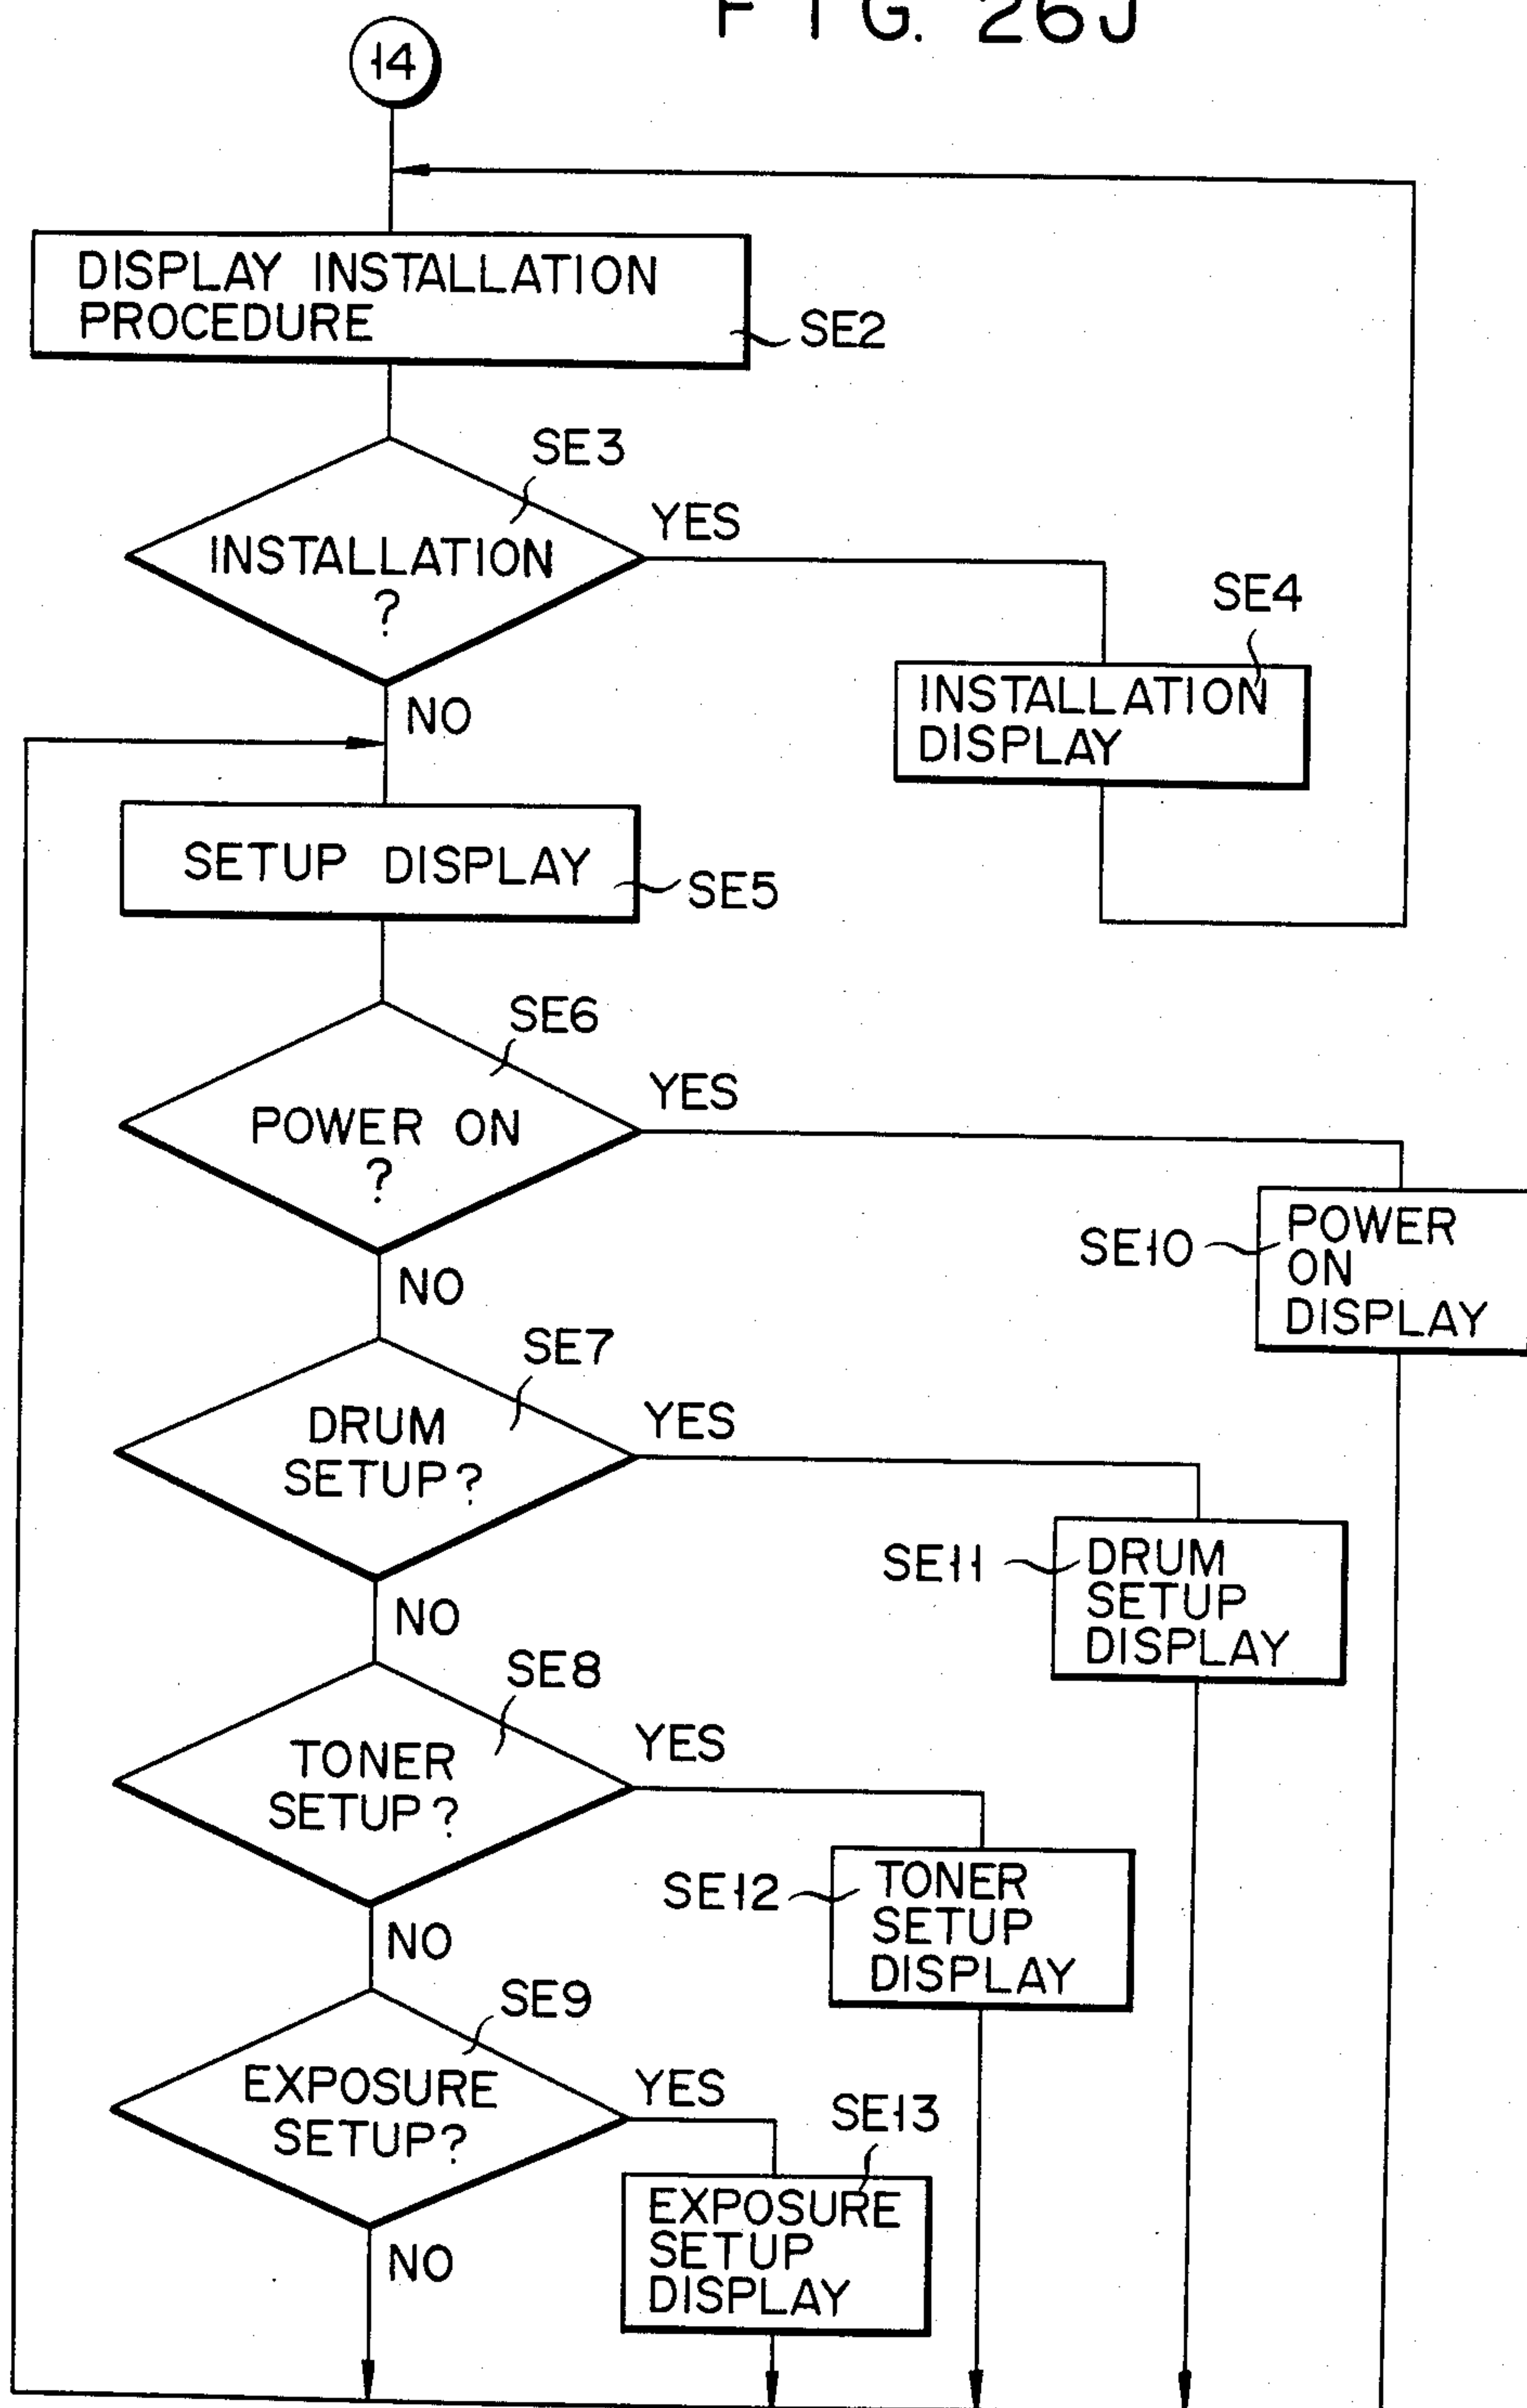 FIG. 26J
14
DISPLAY INSTALLATION
PROCEDURE
SE2
SE3
INSTALLATION
?
YES
NO
SE4
INSTALLATION
DISPLAY
SETUP DISPLAY
SE5
SE6
POWER ON
?
YES
NO
SE10
POWER
ON
DISPLAY
SE7
DRUM
SETUP?
YES
NO
SE11
DRUM
SETUP
DISPLAY
SE8
TONER
SETUP?
YES
NO
SE12
TONER
SETUP
DISPLAY
SE9
EXPOSURE
SETUP?
YES
NO
SE13
EXPOSURE
SETUP
DISPLAY